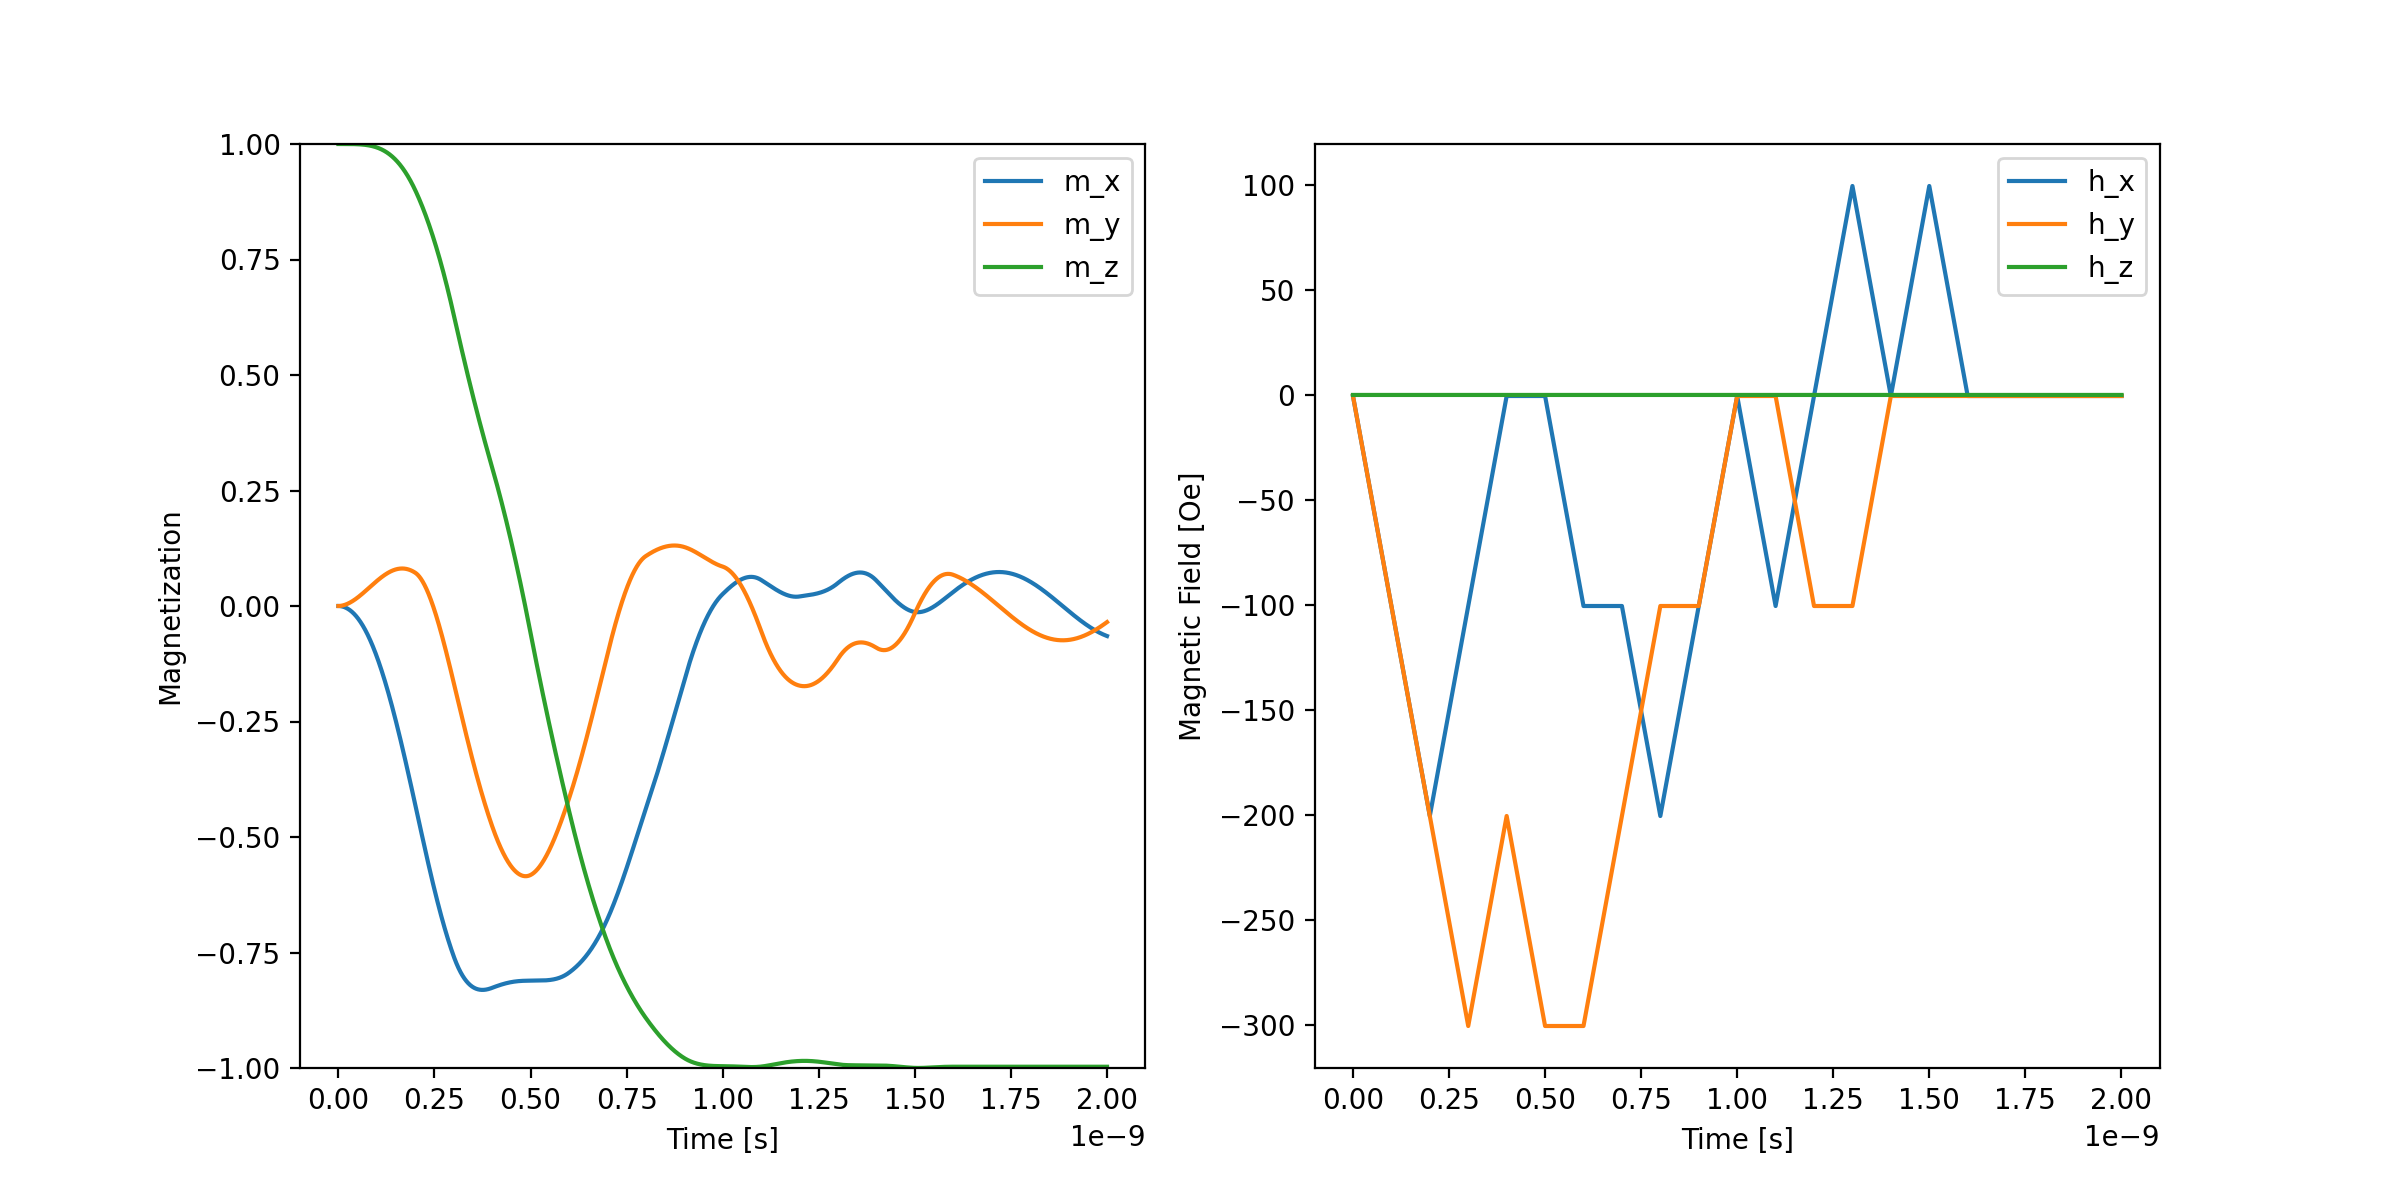 1.00
0.75
0.50
0.25
0.00
−0.25
−0.50
−0.75
−1.00
Magnetization
m_x
m_y
m_z
0.00 0.25 0.50 0.75 1.00 1.25 1.50 1.75 2.00
Time [s]
1e−9
100
50
0
−50
−100
−150
−200
−250
−300
Magnetic Field [Oe]
h_x
h_y
h_z
0.00 0.25 0.50 0.75 1.00 1.25 1.50 1.75 2.00
Time [s]
1e−9